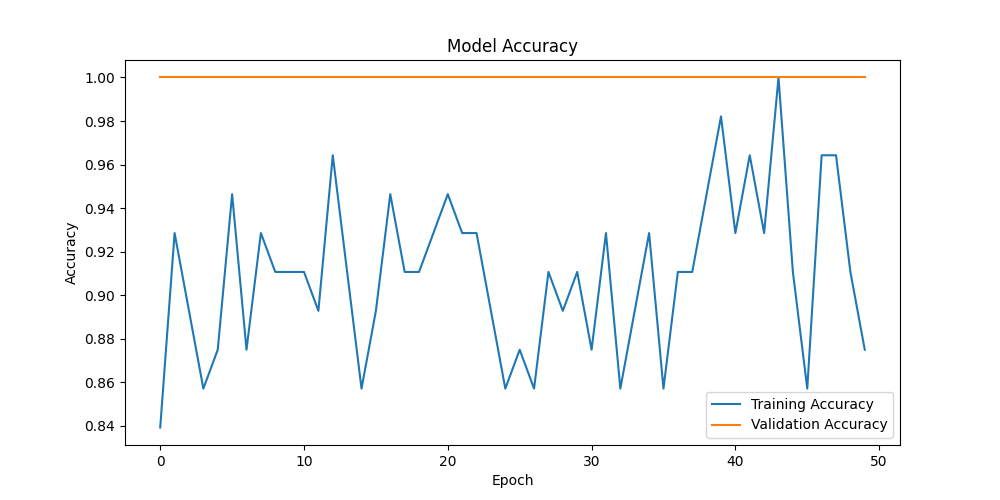 Model Accuracy
1.00
0.98
0.96
0.94
0.92
0.90
0.88
0.86
0.84
Accuracy
0 10 20 30 40 50
Epoch
Training Accuracy
Validation Accuracy